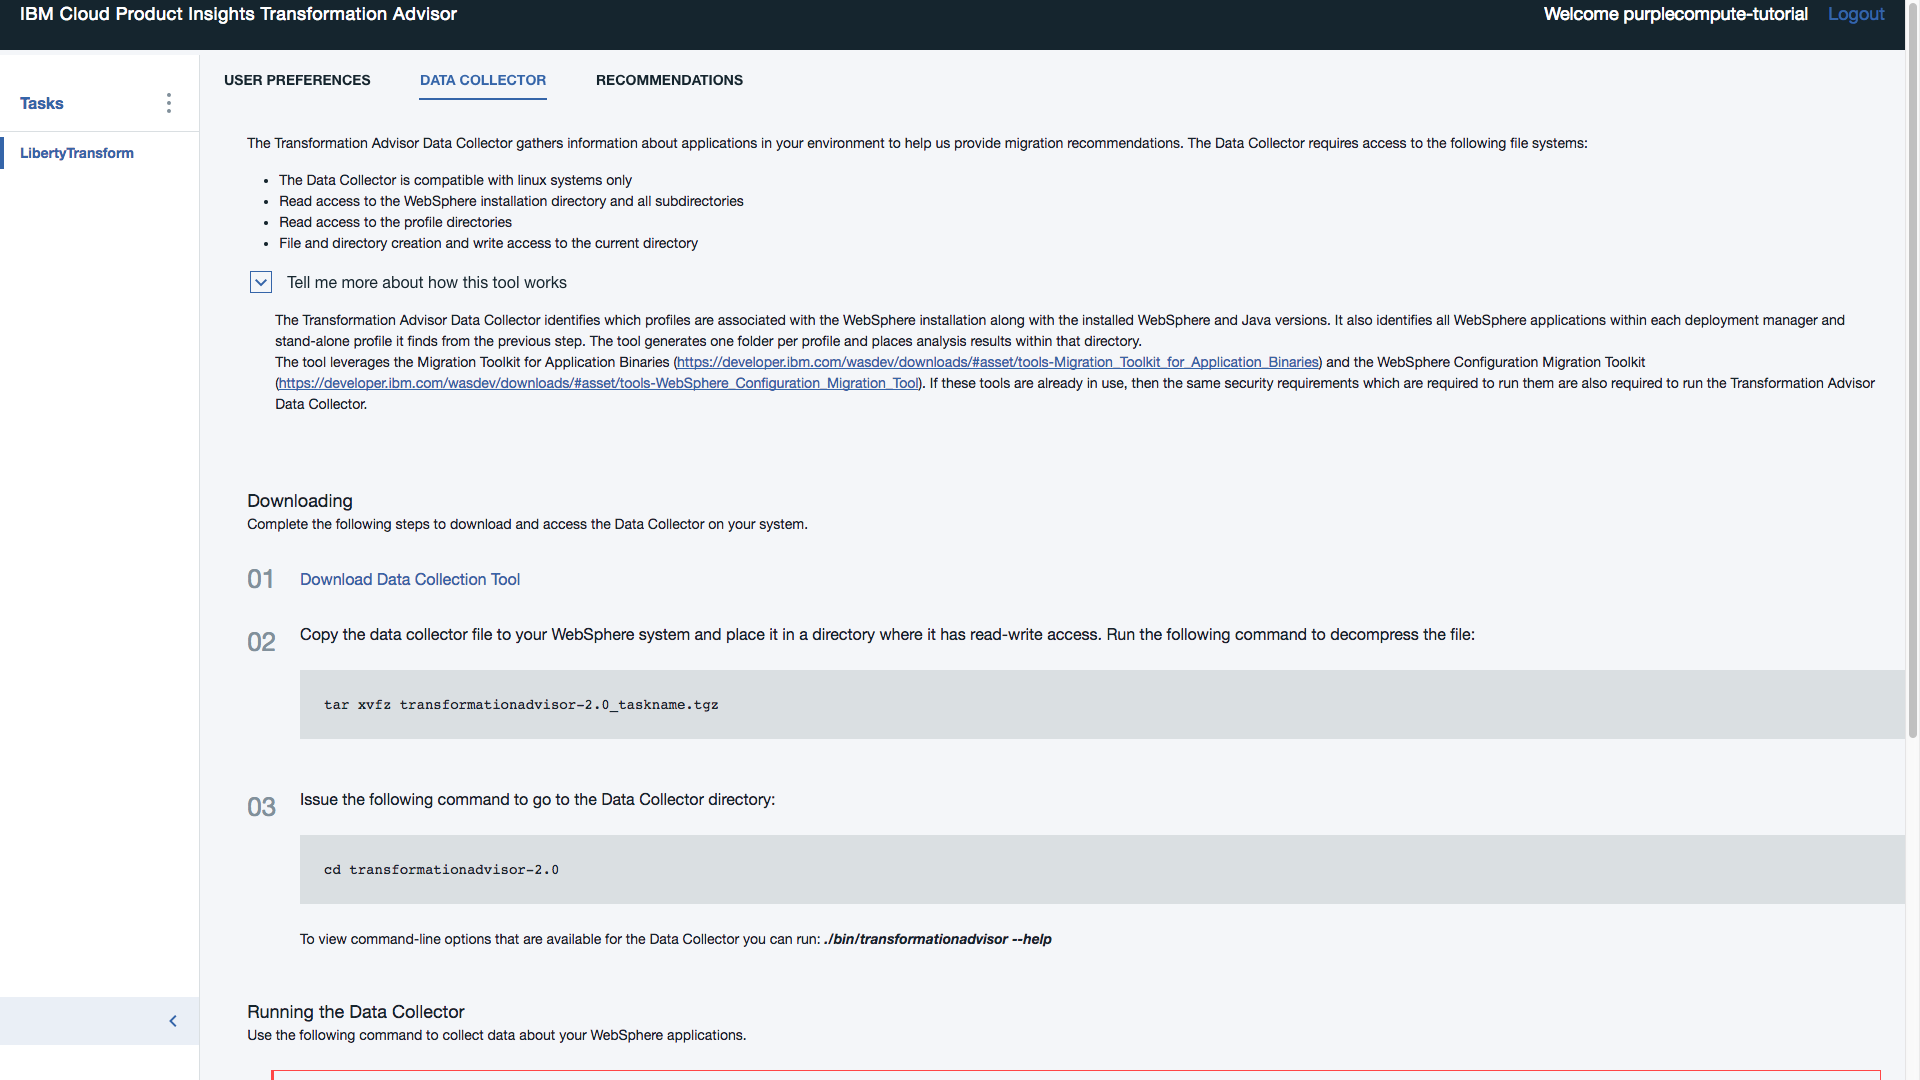 IBM Cloud Product Insights Transformation Advisor
Welcome purplecompute-tutorial Logout
Tasks
LibertyTransform
USER PREFERENCES DATA COLLECTOR RECOMMENDATIONS
The Transformation Advisor Data Collector gathers information about applications in your environment to help us provide migration recommendations. The Data Collector requires access to the following file systems:
• The Data Collector is compatible with linux systems only
• Read access to the WebSphere installation directory and all subdirectories
• Read access to the profile directories
• File and directory creation and write access to the current directory
Tell me more about how this tool works
The Transformation Advisor Data Collector identifies which profiles are associated with the WebSphere installation along with the installed WebSphere and Java versions. It also identifies all WebSphere applications within each deployment manager and
stand-alone profile it finds from the previous step. The tool generates one folder per profile and places analysis results within that directory.
The tool leverages the Migration Toolkit for Application Binaries (https://developer.ibm.com/wasdev/downloads/#asset/tools-Migration_Toolkit_for_Application_Binaries) and the WebSphere Configuration Migration Toolkit
(https://developer.ibm.com/wasdev/downloads/#asset/tools-WebSphere_Configuration_Migration_Tool). If these tools are already in use, then the same security requirements which are required to run them are also required to run the Transformation Advisor
Data Collector.
Downloading
Complete the following steps to download and access the Data Collector on your system.
01 Download Data Collection Tool
02 Copy the data collector file to your WebSphere system and place it in a directory where it has read-write access. Run the following command to decompress the file:
tar xvfz transformationadvisor-2.0_taskname.tgz
03 Issue the following command to go to the Data Collector directory:
cd transformationadvisor-2.0
To view command-line options that are available for the Data Collector you can run: ./bin/transformationadvisor --help
Running the Data Collector
Use the following command to collect data about your WebSphere applications.